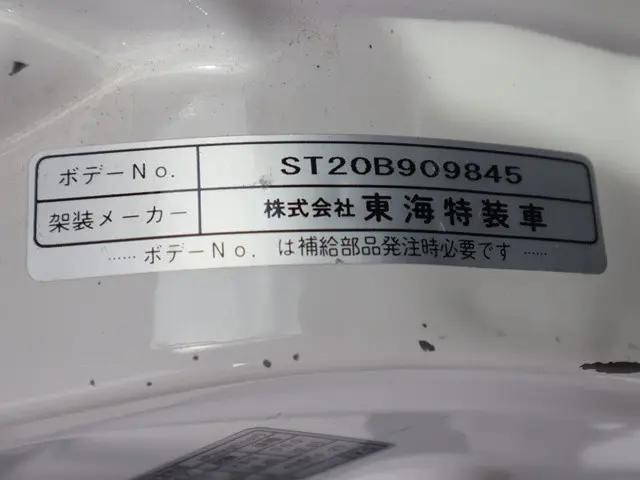 ボデーNo. ST20B909845
架装メーカー 株式会社 東海特装車
……ボデーNo. は補給部品発注時必要です……